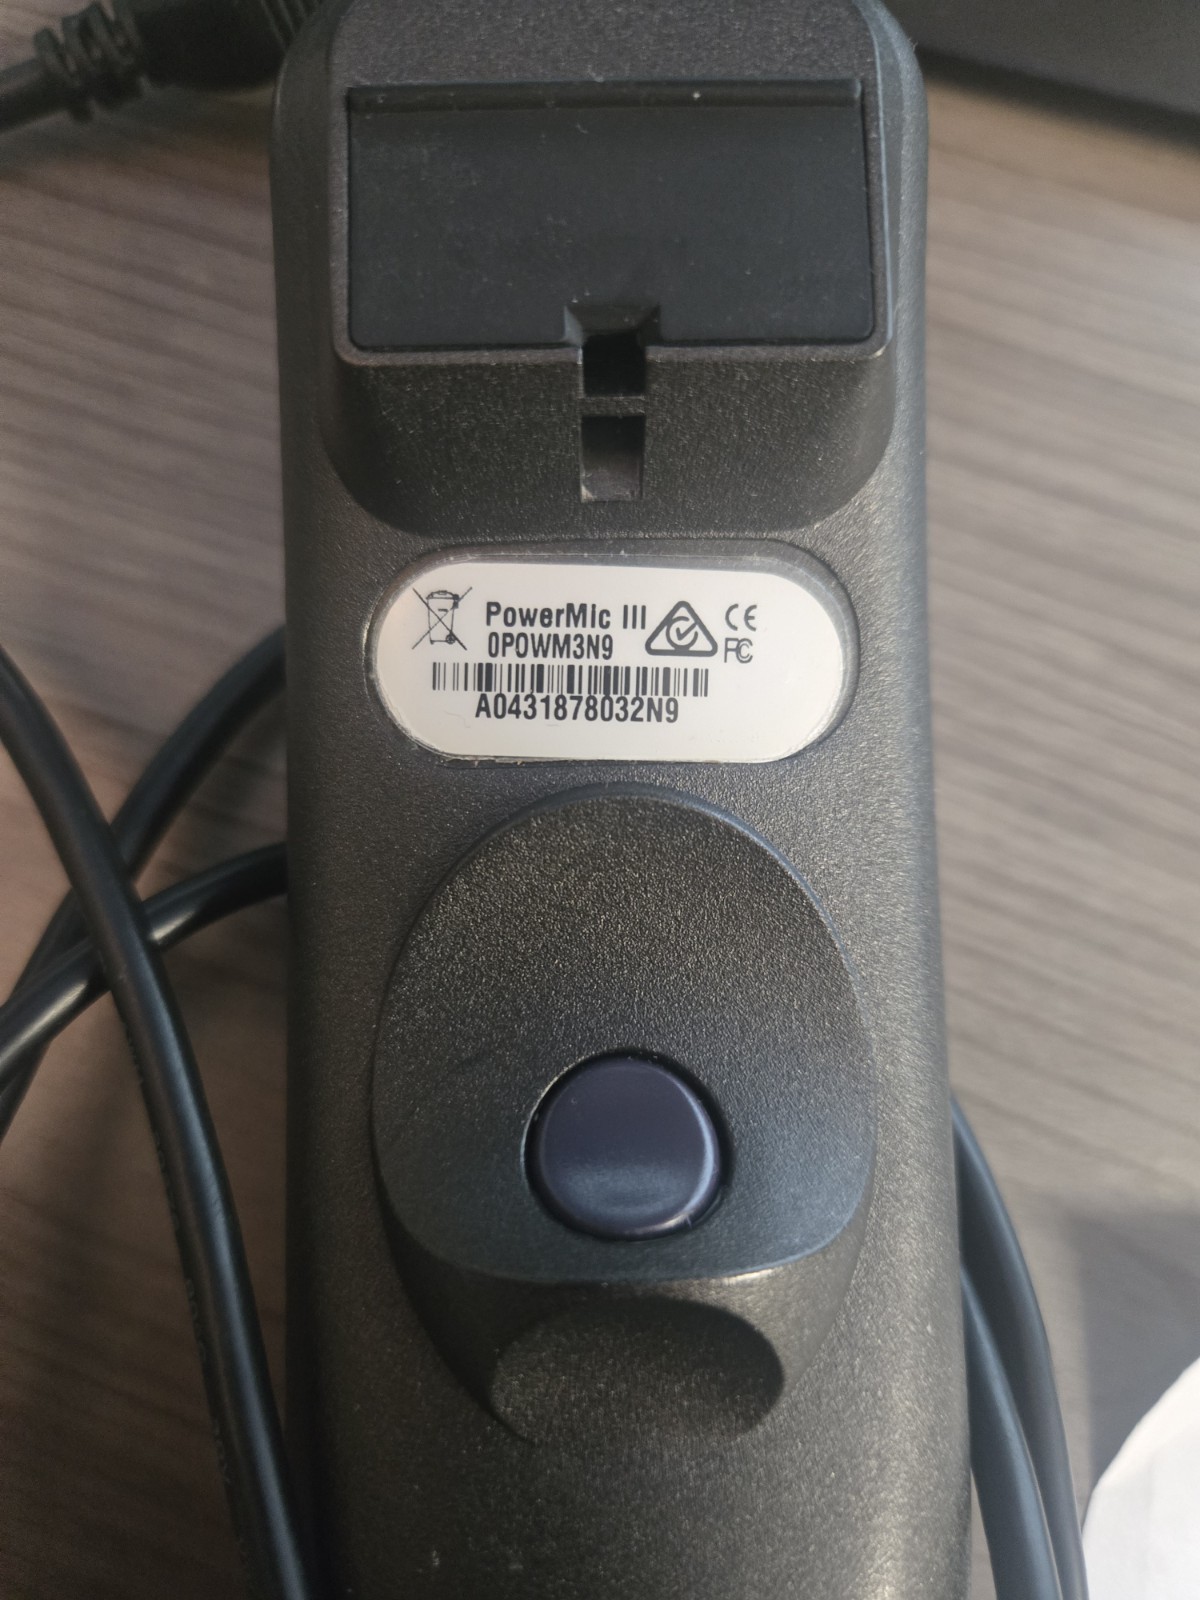 PowerMic III
CE
0POWM3N9
FC
A0431878032N9